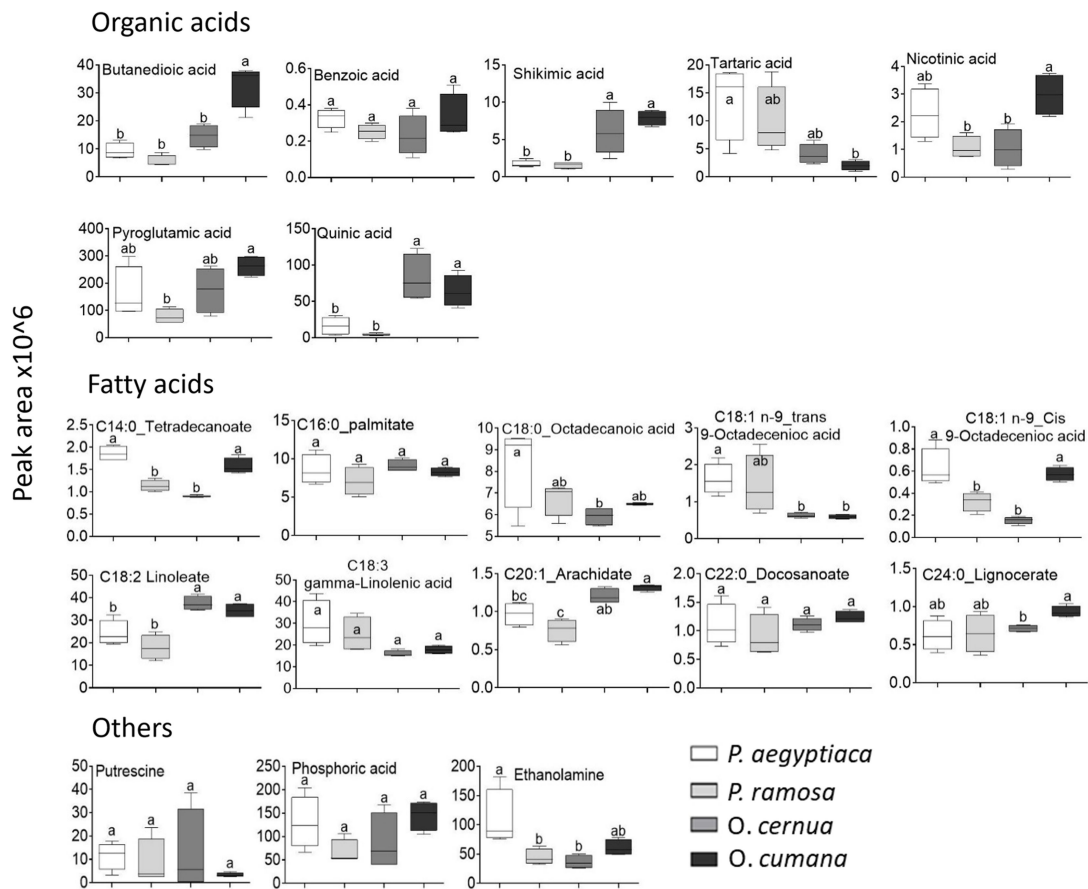 Organic acids
Butanedioic acid
Benzoic acid
Shikimic acid
Tartaric acid
Nicotinic acid
40
30
20
10
0
b
b
b
a
0.6
0.4
0.2
0.0
a
a
a
a
15
10
5
0
b
b
a
a
20
15
10
5
0
a
ab
ab
b
4
3
2
1
0
ab
b
b
a
Pyroglutamic acid
Quinic acid
400
300
200
100
0
ab
b
ab
a
150
100
50
0
b
b
a
a
Peak area x10^6
Fatty acids
C14:0_Tetradecanoate
C16:0_palmitate
C18:0_Octadecanoic acid
C18:1 n-9_trans
9-Octadecenioc acid
C18:1 n-9_Cis
9-Octadecenioc acid
2.5
2.0
1.5
1.0
0.5
0.0
a
b
b
a
15
10
5
0
a
a
a
a
10
9
8
7
6
5
a
ab
b
ab
3
2
1
0
a
ab
b
b
1.0
0.8
0.6
0.4
0.2
0.0
a
b
b
a
C18:2 Linoleate
C18:3
gamma-Linolenic acid
C20:1_Arachidate
C22:0_Docosanoate
C24:0_Lignocerate
50
40
30
20
10
0
b
b
a
a
50
40
30
20
10
0
a
a
a
a
1.5
1.0
0.5
0.0
bc
c
ab
a
2.0
1.5
1.0
0.5
0.0
a
a
a
a
1.5
1.0
0.5
0.0
ab
ab
b
a
Others
Putrescine
Phosphoric acid
Ethanolamine
50
40
30
20
10
0
a
a
a
a
250
200
150
100
50
0
a
a
a
a
200
150
100
50
0
a
b
b
ab
P. aegyptiaca
P. ramosa
O. cernua
O. cumana